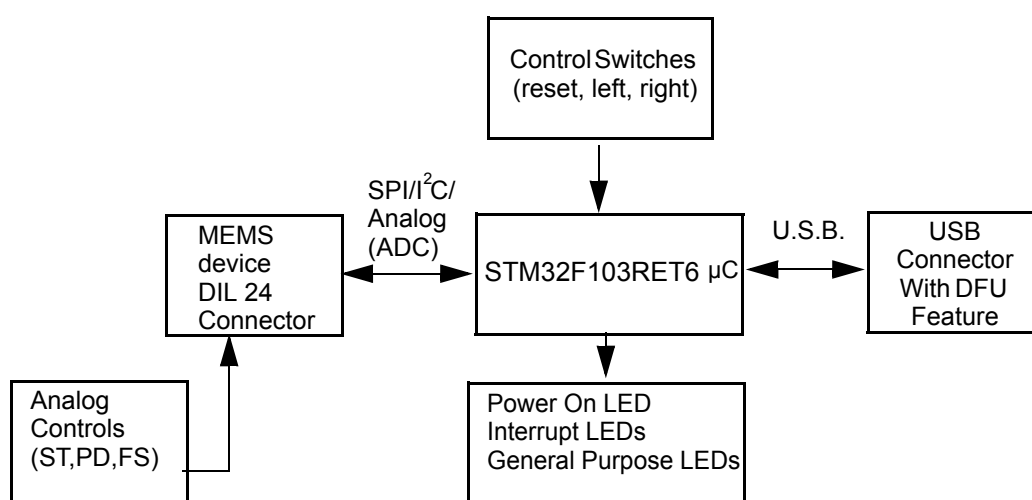 Control Switches
(reset, left, right)
SPI/I²C/
Analog
(ADC)
MEMS
device
DIL 24
Connector
STM32F103RET6 µC
U.S.B.
USB
Connector
With DFU
Feature
Analog
Controls
(ST,PD,FS)
Power On LED
Interrupt LEDs
General Purpose LEDs